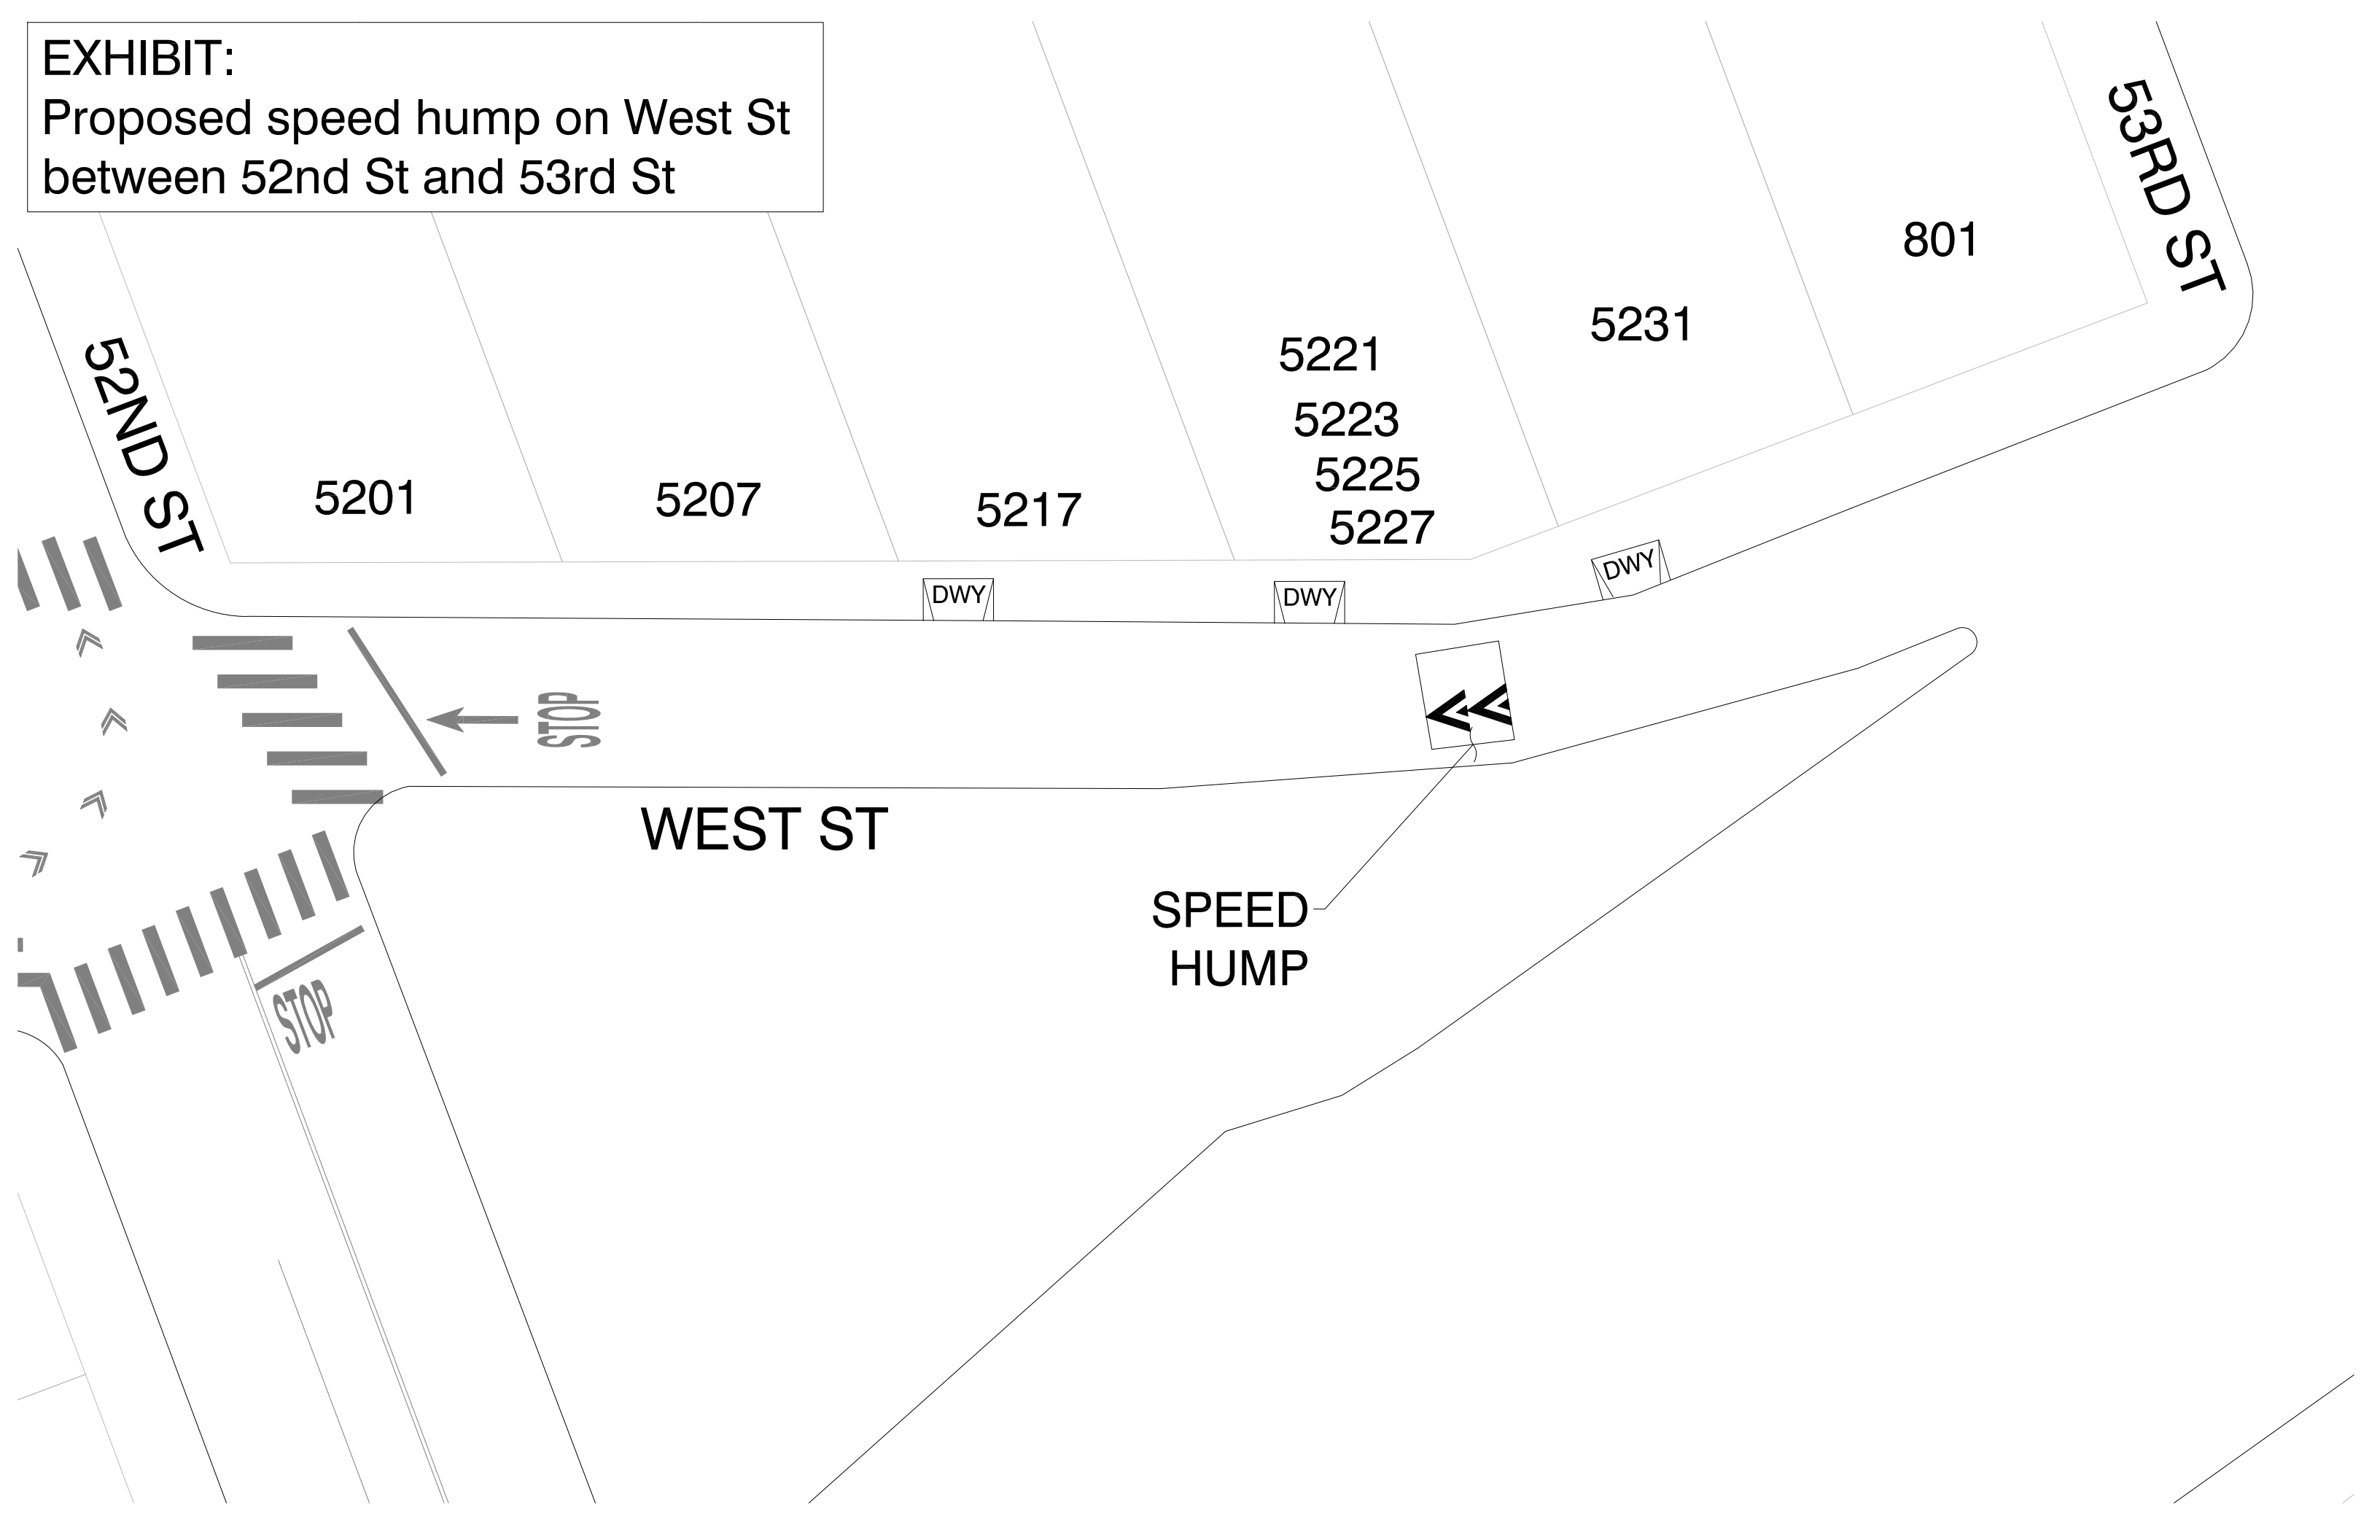 EXHIBIT:
Proposed speed hump on West St
between 52nd St and 53rd St
53RD ST
801
5231
5221
5223
5225
5227
52ND ST
5201
5207
5217
DWY
DWY
DWY
STOP
WEST ST
SPEED
HUMP
STOP